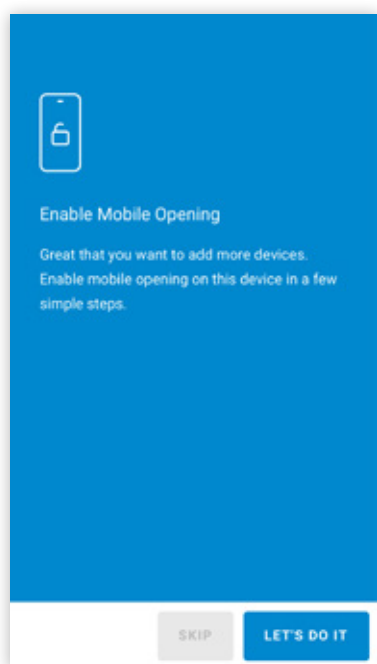 Enable Mobile Opening
Great that you want to add more devices.
Enable mobile opening on this device in a few
simple steps.
SKIP
LET'S DO IT